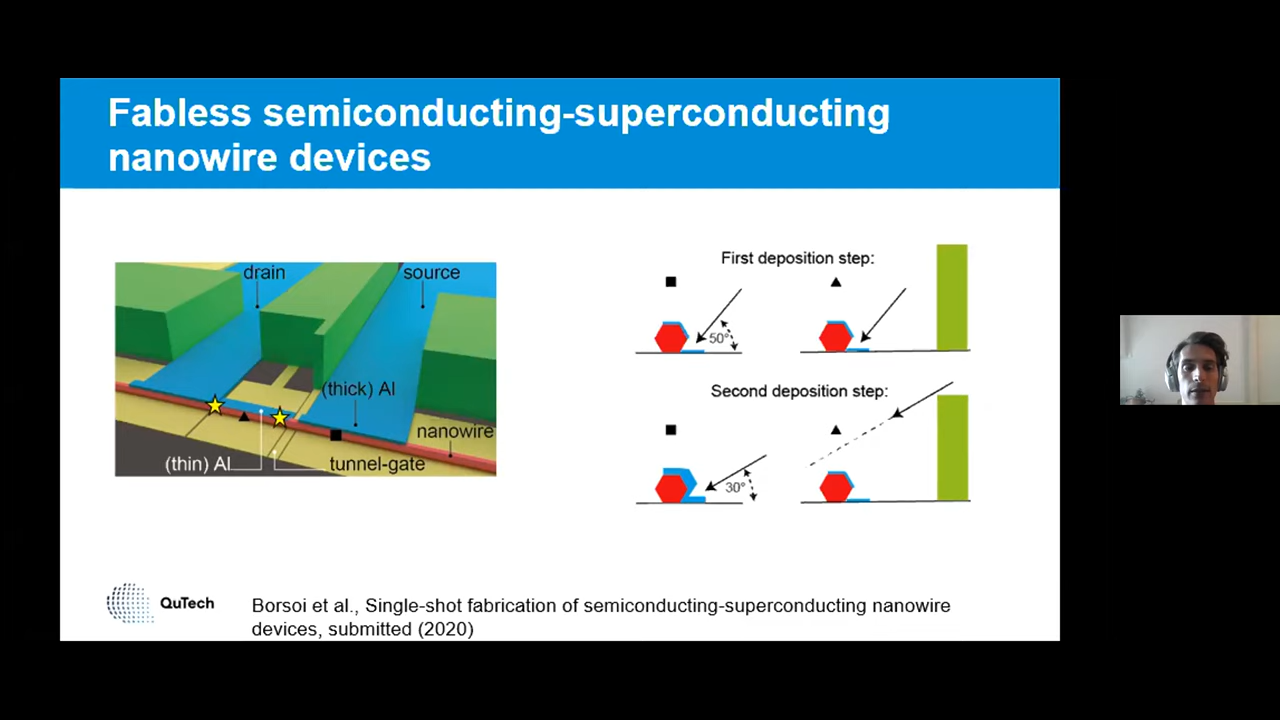 Fabless semiconducting-superconducting
nanowire devices
drain
source
(thick) Al
nanowire
(thin) Al
tunnel-gate
First deposition step:
50°
Second deposition step:
30°
QuTech
Borsoi et al., Single-shot fabrication of semiconducting-superconducting nanowire
devices, submitted (2020)